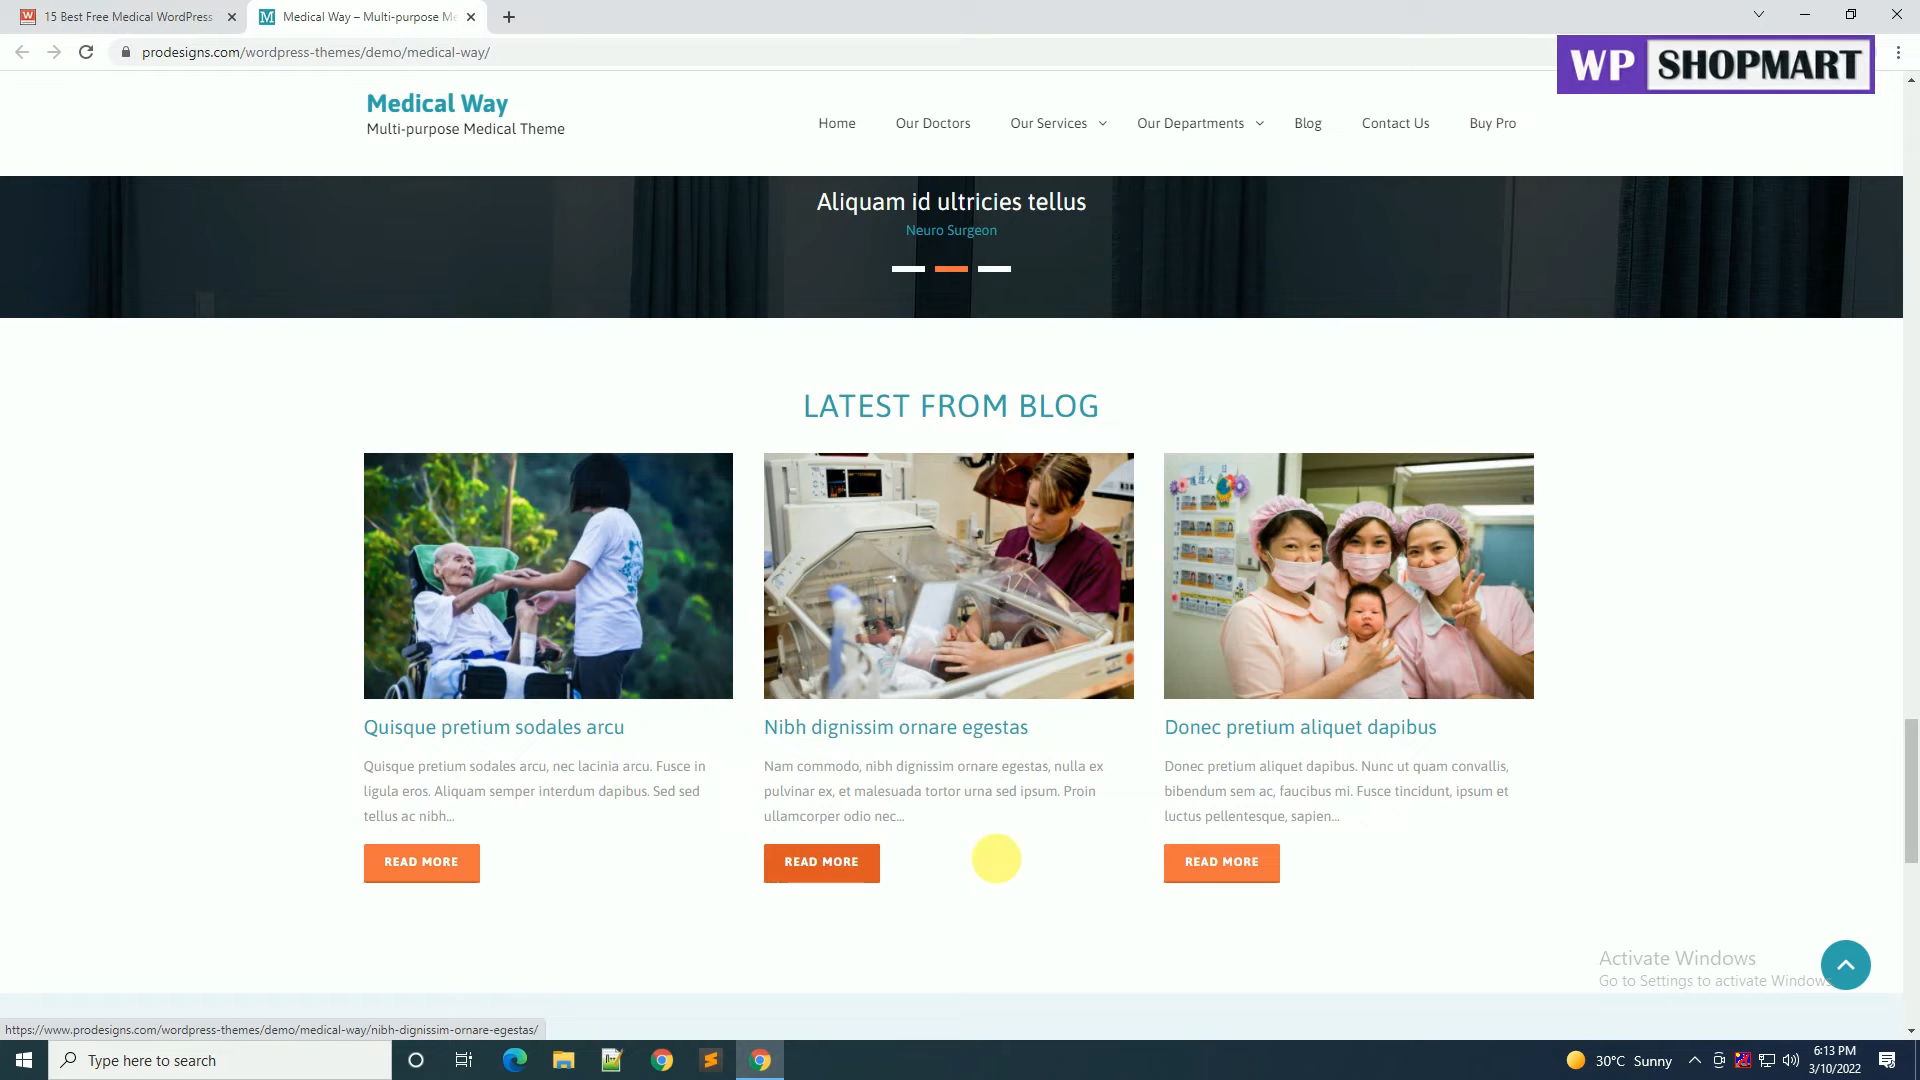 15 Best Free Medical WordPress
Medical Way – Multi-purpose Me
prodesigns.com/wordpress-themes/demo/medical-way/
WP SHOPMART
Medical Way
Multi-purpose Medical Theme
Home Our Doctors Our Services Our Departments Blog Contact Us Buy Pro
Aliquam id ultricies tellus
Neuro Surgeon
LATEST FROM BLOG
Quisque pretium sodales arcu
Quisque pretium sodales arcu, nec lacinia arcu. Fusce in
ligula eros. Aliquam semper interdum dapibus. Sed sed
tellus ac nibh...
READ MORE
Nibh dignissim ornare egestas
Nam commodo, nibh dignissim ornare egestas, nulla ex
pulvinar ex, et malesuada tortor urna sed ipsum. Proin
ullamcorper odio nec...
READ MORE
Donec pretium aliquet dapibus
Donec pretium aliquet dapibus. Nunc ut quam convallis,
bibendum sem ac, faucibus mi. Fusce tincidunt, ipsum et
luctus pellentesque, sapien...
READ MORE
Activate Windows
Go to Settings to activate Windows.
https://www.prodesigns.com/wordpress-themes/demo/medical-way/nibh-dignissim-ornare-egestas/
Type here to search
30°C Sunny
6:13 PM
3/10/2022